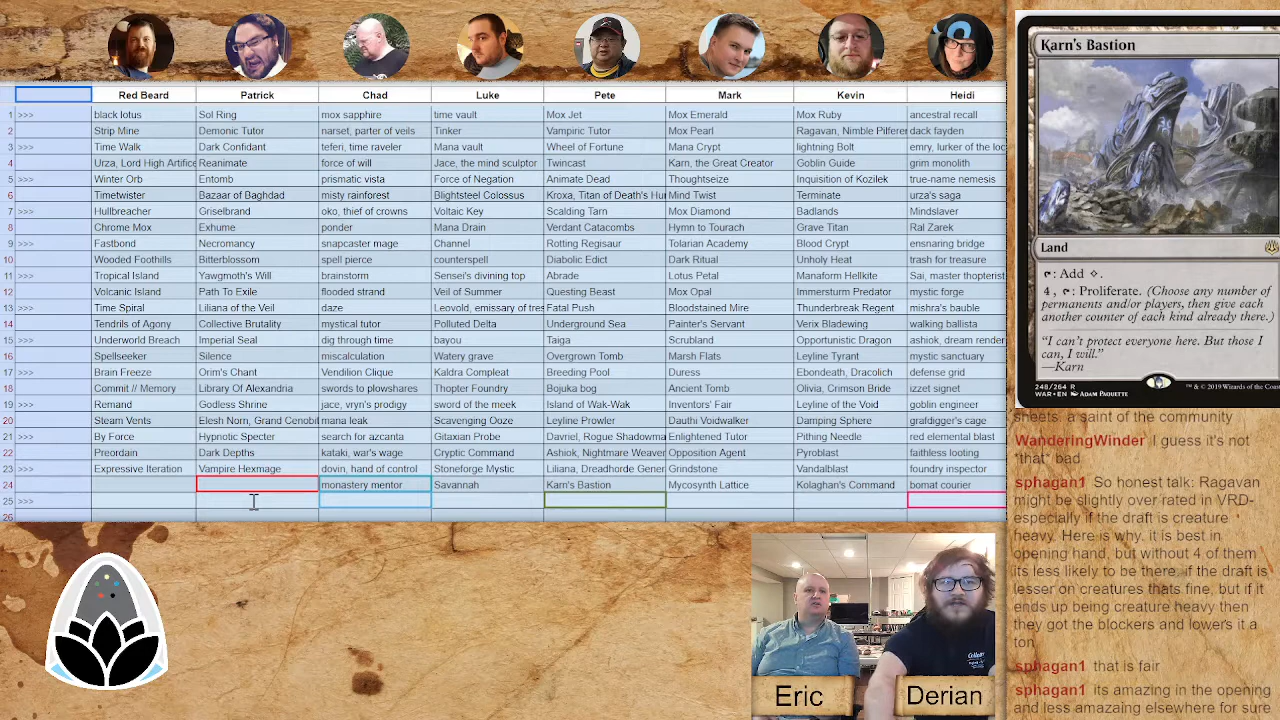 Red Beard Patrick Chad Luke Pete Mark Kevin Heidi
1 >>> black lotus Sol Ring mox sapphire time vault Mox Jet Mox Emerald Mox Ruby ancestral recall
2 Strip Mine Demonic Tutor narset, parter of veils Tinker Vampiric Tutor Mox Pearl Ragavan, Nimble Pilferer dack fayden
3 >>> Time Walk Dark Confidant teferi, time raveler Mana vault Wheel of Fortune Mana Crypt lightning Bolt emry, lurker of the loc
4 Urza, Lord High Artifice Reanimate force of will Jace, the mind sculptor Twincast Karn, the Great Creator Goblin Guide grim monolith
5 >>> Winter Orb Entomb prismatic vista Force of Negation Animate Dead Thoughtseize Inquisition of Kozilek true-name nemesis
6 Timetwister Bazaar of Baghdad misty rainforest Blightsteel Colossus Kroxa, Titan of Death's Hu Mind Twist Terminate urza's saga
7 >>> Hullbreacher Griselbrand oko, thief of crowns Voltaic Key Scalding Tarn Mox Diamond Badlands Mindslaver
8 Chrome Mox Exhume ponder Mana Drain Verdant Catacombs Hymn to Tourach Grave Titan Ral Zarek
9 >>> Fastbond Necromancy snapcaster mage Channel Rotting Regisaur Tolarian Academy Blood Crypt ensnaring bridge
10 Wooded Foothills Bitterblossom spell pierce counterspell Diabolic Edict Dark Ritual Unholy Heat trash for treasure
11 >>> Tropical Island Yawgmoth's Will brainstorm Sensei's divining top Abrade Lotus Petal Manaform Hellkite Sai, master thopterist
12 Volcanic Island Path To Exile flooded strand Veil of Summer Questing Beast Mox Opal Immersturm Predator mystic forge
13 >>> Time Spiral Liliana of the Veil daze Leovold, emissary of tres Fatal Push Bloodstained Mire Thunderbreak Regent mishra's bauble
14 Tendrils of Agony Collective Brutality mystical tutor Polluted Delta Underground Sea Painter's Servant Verix Bladewing walking ballista
15 >>> Underworld Breach Imperial Seal dig through time bayou Taiga Scrubland Opportunistic Dragon ashiok, dream render
16 Spellseeker Silence miscalculation Watery grave Overgrown Tomb Marsh Flats Leyline Tyrant mystic sanctuary
17 >>> Brain Freeze Orim's Chant Vendilion Clique Kaldra Compleat Breeding Pool Duress Ebondeath, Dracolich defense grid
18 Commit // Memory Library Of Alexandria swords to plowshares Thopter Foundry Bojuka bog Ancient Tomb Olivia, Crimson Bride izzet signet
19 >>> Remand Godless Shrine jace, vryn's prodigy sword of the meek Island of Wak-Wak Inventors' Fair Leyline of the Void goblin engineer
20 Steam Vents Elesh Norn, Grand Cenobit mana leak Scavenging Ooze Leyline Prowler Dauthi Voidwalker Damping Sphere grafdigger's cage
21 >>> By Force Hypnotic Specter search for azcanta Gitaxian Probe Davriel, Rogue Shadowma Enlightened Tutor Pithing Needle red elemental blast
22 Preordain Dark Depths kataki, war's wage Cryptic Command Ashiok, Nightmare Weaver Opposition Agent Pyroblast faithless looting
23 >>> Expressive Iteration Vampire Hexmage dovin, hand of control Stoneforge Mystic Liliana, Dreadhorde Gener Grindstone Vandalblast foundry inspector
24 monastery mentor Savannah Karn's Bastion Mycosynth Lattice Kolaghan's Command bomat courier
25 >>>
26
Karn's Bastion
Land
: Add .
4, : Proliferate. (Choose any number of
permanents and/or players, then give each
another counter of each kind already there.)
"I can't protect everyone here. But those I
can, I will."
—Karn
248/264 R
WAR • EN ADAM PAQUETTE ™ & © 2019 Wizards of the Coast
sheets. a saint of the community
WanderingWinder I guess it's not
*that* bad
sphagan1 So honest talk: Ragavan
might be slightly over rated in VRD-
especially if the draft is creature
heavy. Here is why. it is best in
opening hand, but without 4 of them
its less likely to be there. if the draft is
lesser on creatures thats fine, but if it
ends up being creature heavy then
they got the blockers and lower's it a
ton.
sphagan1 that is fair
sphagan1 its amazing in the opening
and less amazaing elsewhere for sure
Eric Derian